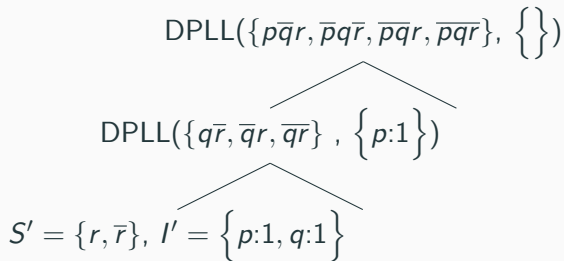 DPLL({pq̅r, p̅qr̅, p̅q̅r, p̅q̅r̅}, {})
DPLL({qr̅, q̅r, q̅r̅} , {p:1})
S′ = {r, r̅}, I′ = {p:1, q:1}